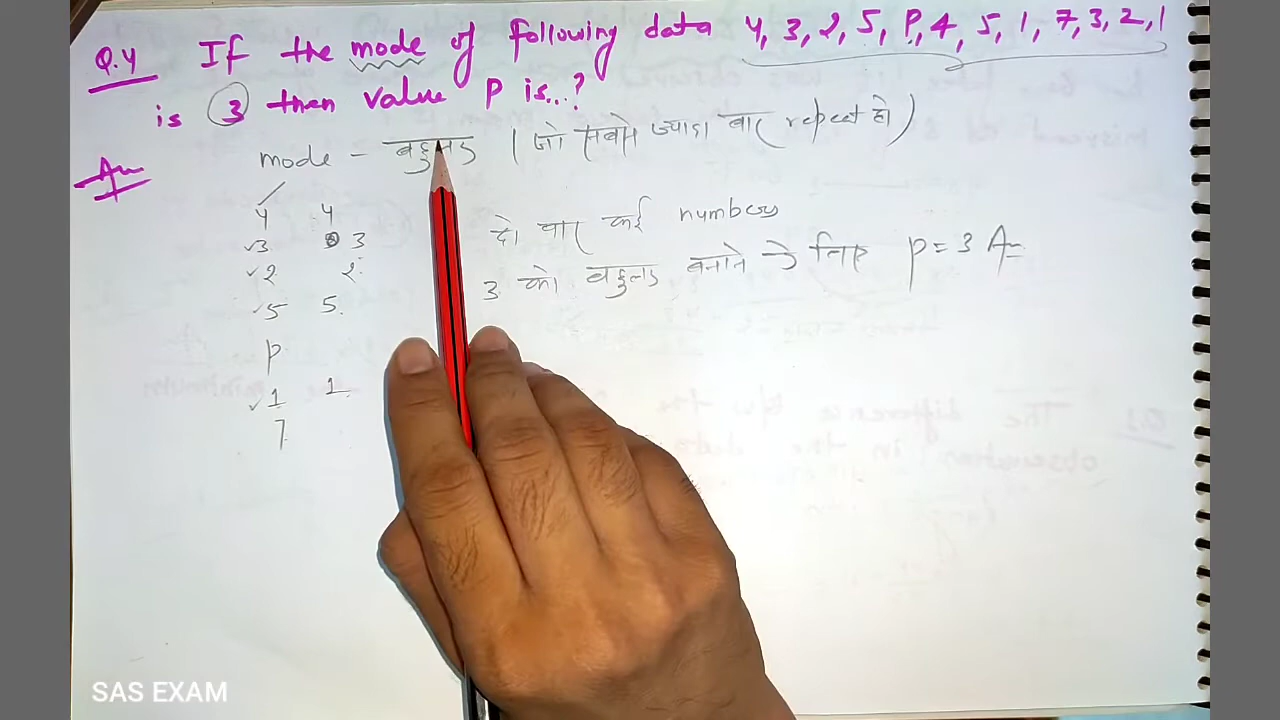 Q.4 If the mode of following data 4, 3, 2, 5, P, 4, 5, 1, 7, 3, 2, 1
is 3 then value P is...?
Ans
mode - बहुलक (जो सबसे ज्यादा बार repeat हो)
4 4
3 3
2 2
5 5.
P
1 1
7
दो बार कई numbers
3 को बहुलक बनाने के लिए P = 3 Ans
SAS EXAM